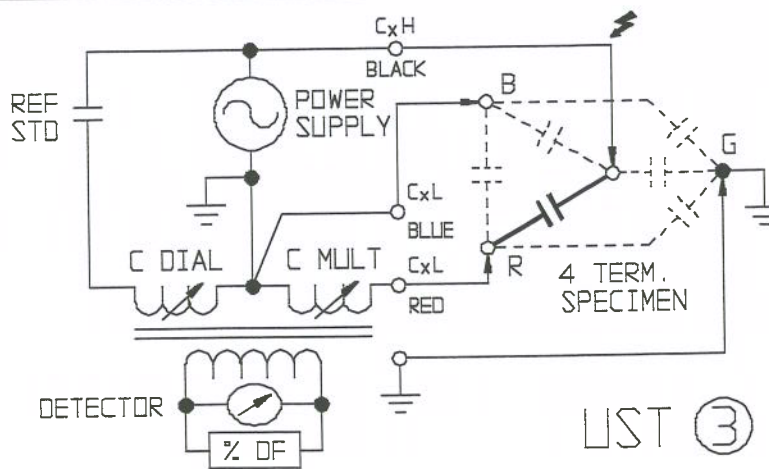 CxH
BLACK
REF
STD
POWER
SUPPLY
B
G
CxL
BLUE
C DIAL
C MULT
CxL
RED
R
4 TERM.
SPECIMEN
DETECTOR
% DF
UST 3